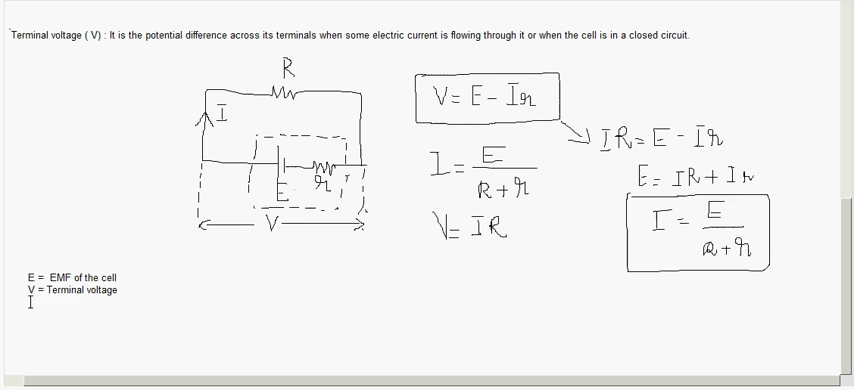 Terminal voltage ( V) : It is the potential difference across its terminals when some electric current is flowing through it or when the cell is in a closed circuit.
R
I
E r
V
V = E - Ir
I = E / R + r
V = IR
IR = E - Ir
E = IR + Ir
I = E / R + r
E = EMF of the cell
V = Terminal voltage